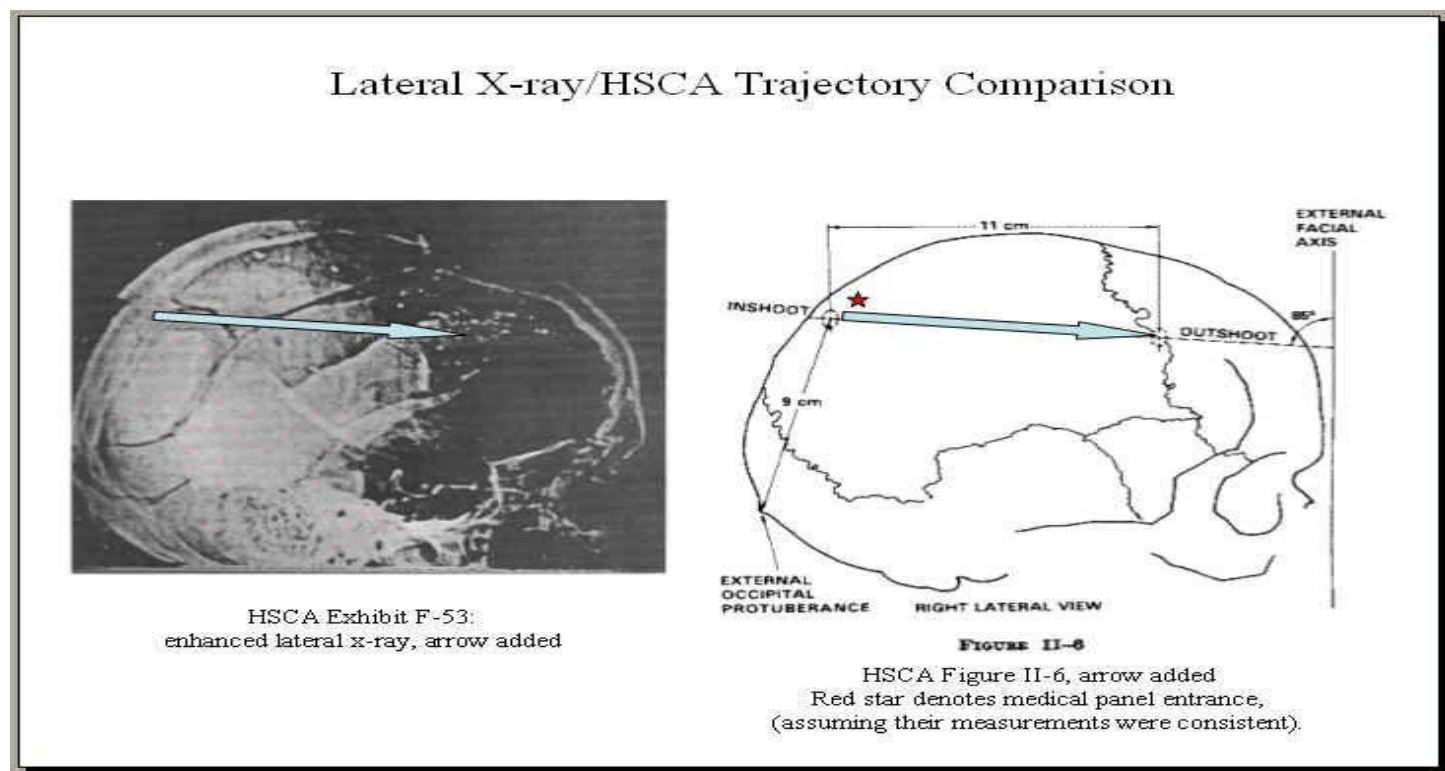 Lateral X-ray/HSCA Trajectory Comparison
HSCA Exhibit F-53:
enhanced lateral x-ray, arrow added
11 cm
EXTERNAL
FACIAL
AXIS
INSHOOT
85°
OUTSHOOT
9 cm
EXTERNAL
OCCIPITAL
PROTUBERANCE
RIGHT LATERAL VIEW
FIGURE II-6
HSCA Figure II-6, arrow added
Red star denotes medical panel entrance,
(assuming their measurements were consistent).